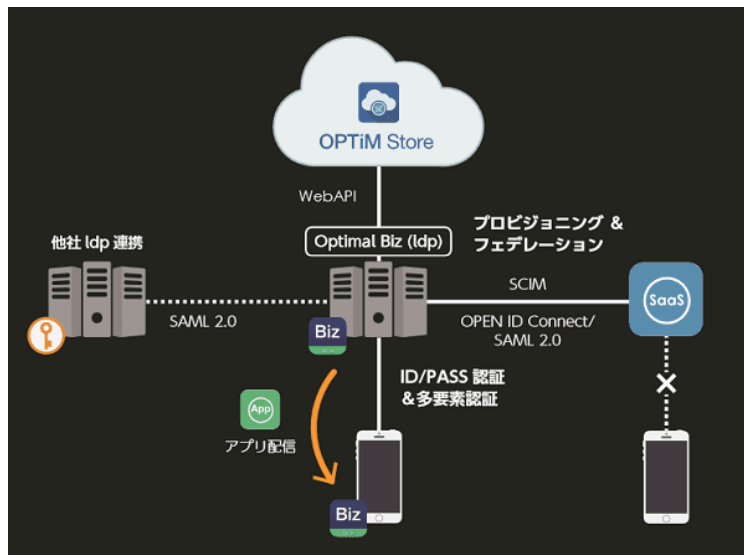 OPTiM Store
WebAPI
プロビジョニング &
フェデレーション
他社 ldp 連携
Optimal Biz (ldp)
SCIM
SaaS
SAML 2.0
OPEN ID Connect/
SAML 2.0
Biz
ID/PASS 認証
&多要素認証
App
アプリ配信
Biz